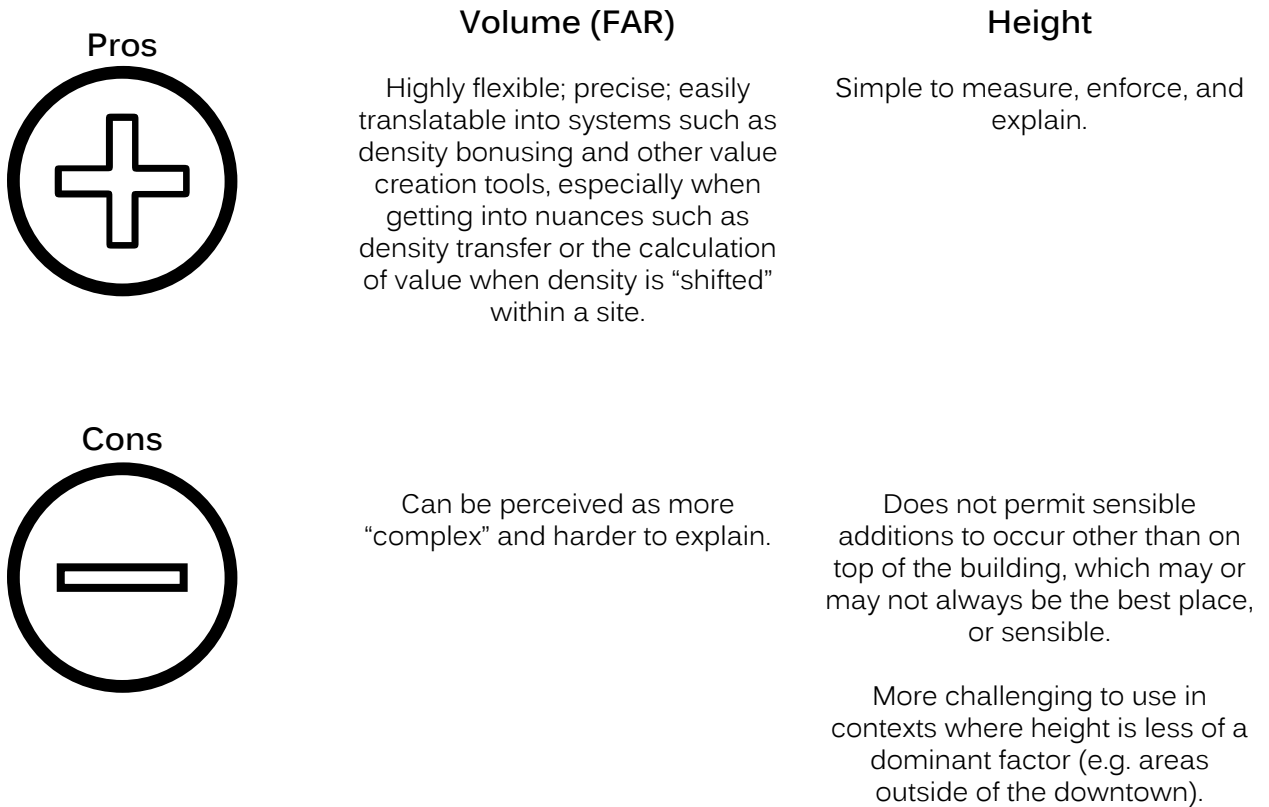 Pros
Volume (FAR)
Height
Highly flexible; precise; easily
translatable into systems such as
density bonusing and other value
creation tools, especially when
getting into nuances such as
density transfer or the calculation
of value when density is “shifted”
within a site.
Simple to measure, enforce, and
explain.
Cons
Can be perceived as more
“complex” and harder to explain.
Does not permit sensible
additions to occur other than on
top of the building, which may or
may not always be the best place,
or sensible.
More challenging to use in
contexts where height is less of a
dominant factor (e.g. areas
outside of the downtown).